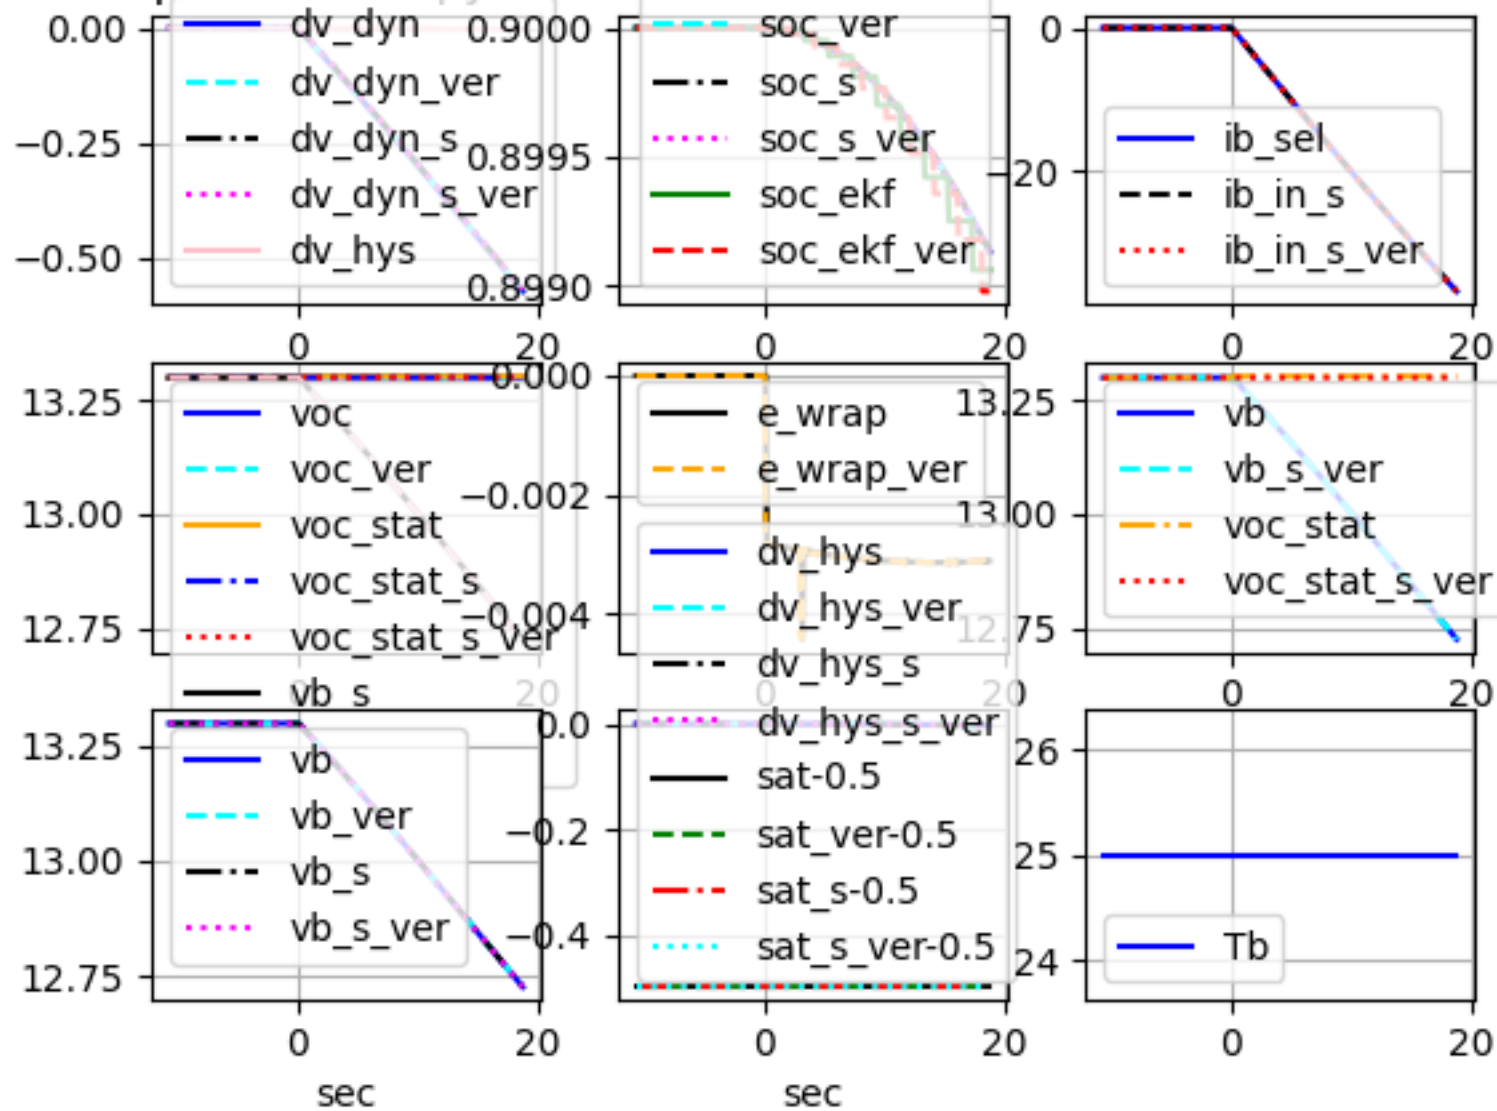 0.00
−0.25
−0.50
dv_dyn
dv_dyn_ver
dv_dyn_s
dv_dyn_s_ver
dv_hys
0
20
0.9000
0.8995
0.8990
soc_ver
soc_s
soc_s_ver
soc_ekf
soc_ekf_ver
0
20
0
20
ib_sel
ib_in_s
ib_in_s_ver
0
20
13.25
13.00
12.75
voc
voc_ver
voc_stat
voc_stat_s
voc_stat_s_ver
vb_s
20
0.000
−0.002
−0.004
e_wrap
e_wrap_ver
0
20
13.25
13.00
12.75
vb
vb_s_ver
voc_stat
voc_stat_s_ver
0
20
13.25
13.00
12.75
vb
vb_ver
vb_s
vb_s_ver
0
20
sec
0.0
−0.2
−0.4
dv_hys
dv_hys_ver
dv_hys_s
dv_hys_s_ver
sat-0.5
sat_ver-0.5
sat_s-0.5
sat_s_ver-0.5
0
20
sec
26
25
24
Tb
0
20